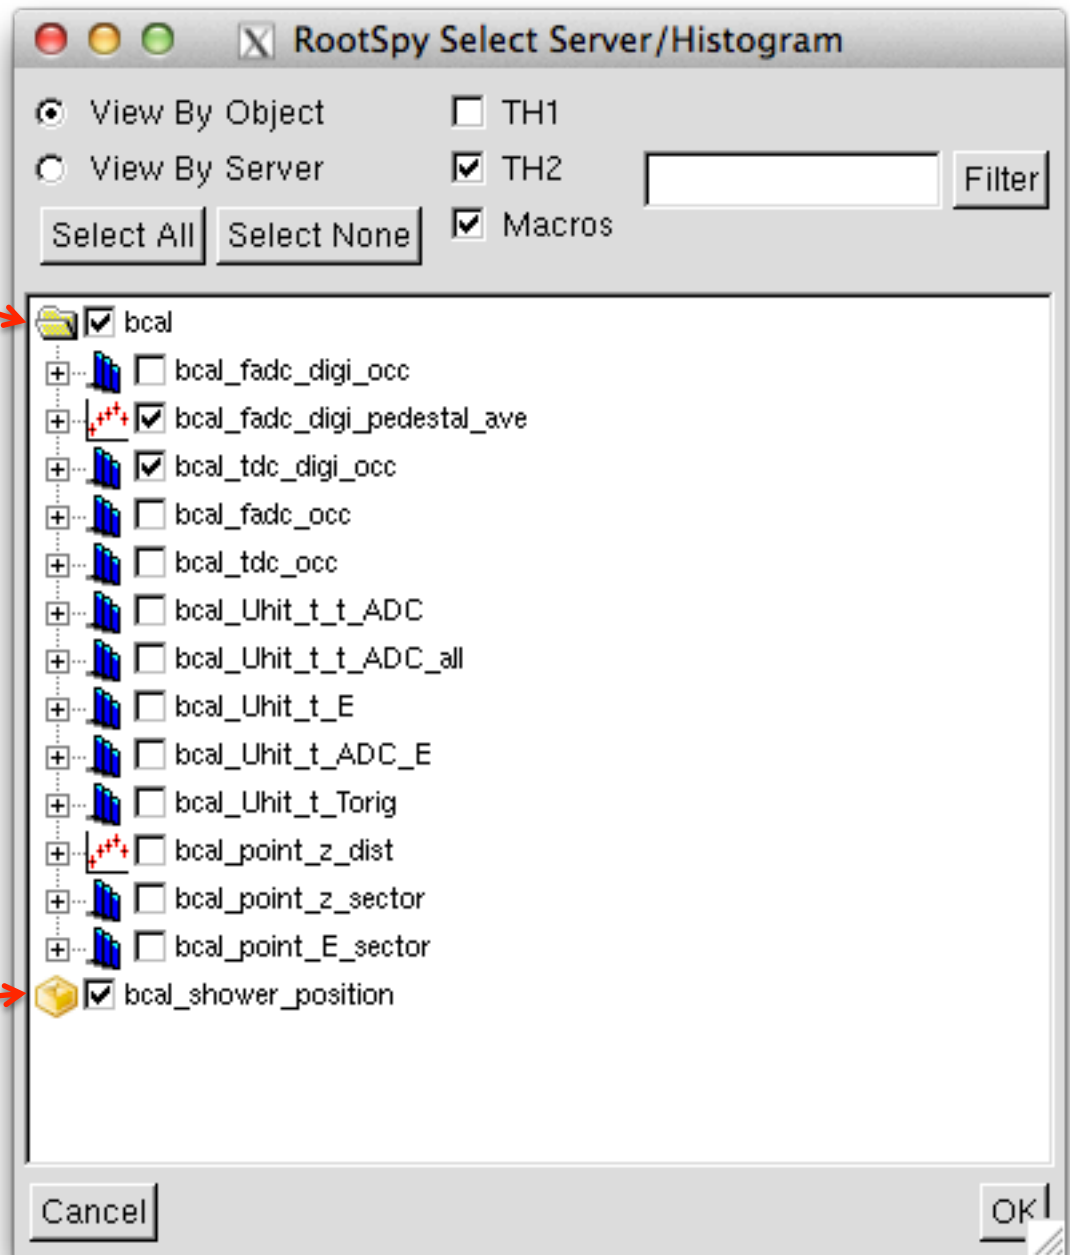 RootSpy Select Server/Histogram
View By Object
TH1
View By Server
TH2
Filter
Select All
Select None
Macros
bcal
bcal_fadc_digi_occ
bcal_fadc_digi_pedestal_ave
bcal_tdc_digi_occ
bcal_fadc_occ
bcal_tdc_occ
bcal_Uhit_t_t_ADC
bcal_Uhit_t_t_ADC_all
bcal_Uhit_t_E
bcal_Uhit_t_ADC_E
bcal_Uhit_t_Torig
bcal_point_z_dist
bcal_point_z_sector
bcal_point_E_sector
bcal_shower_position
Cancel
OK